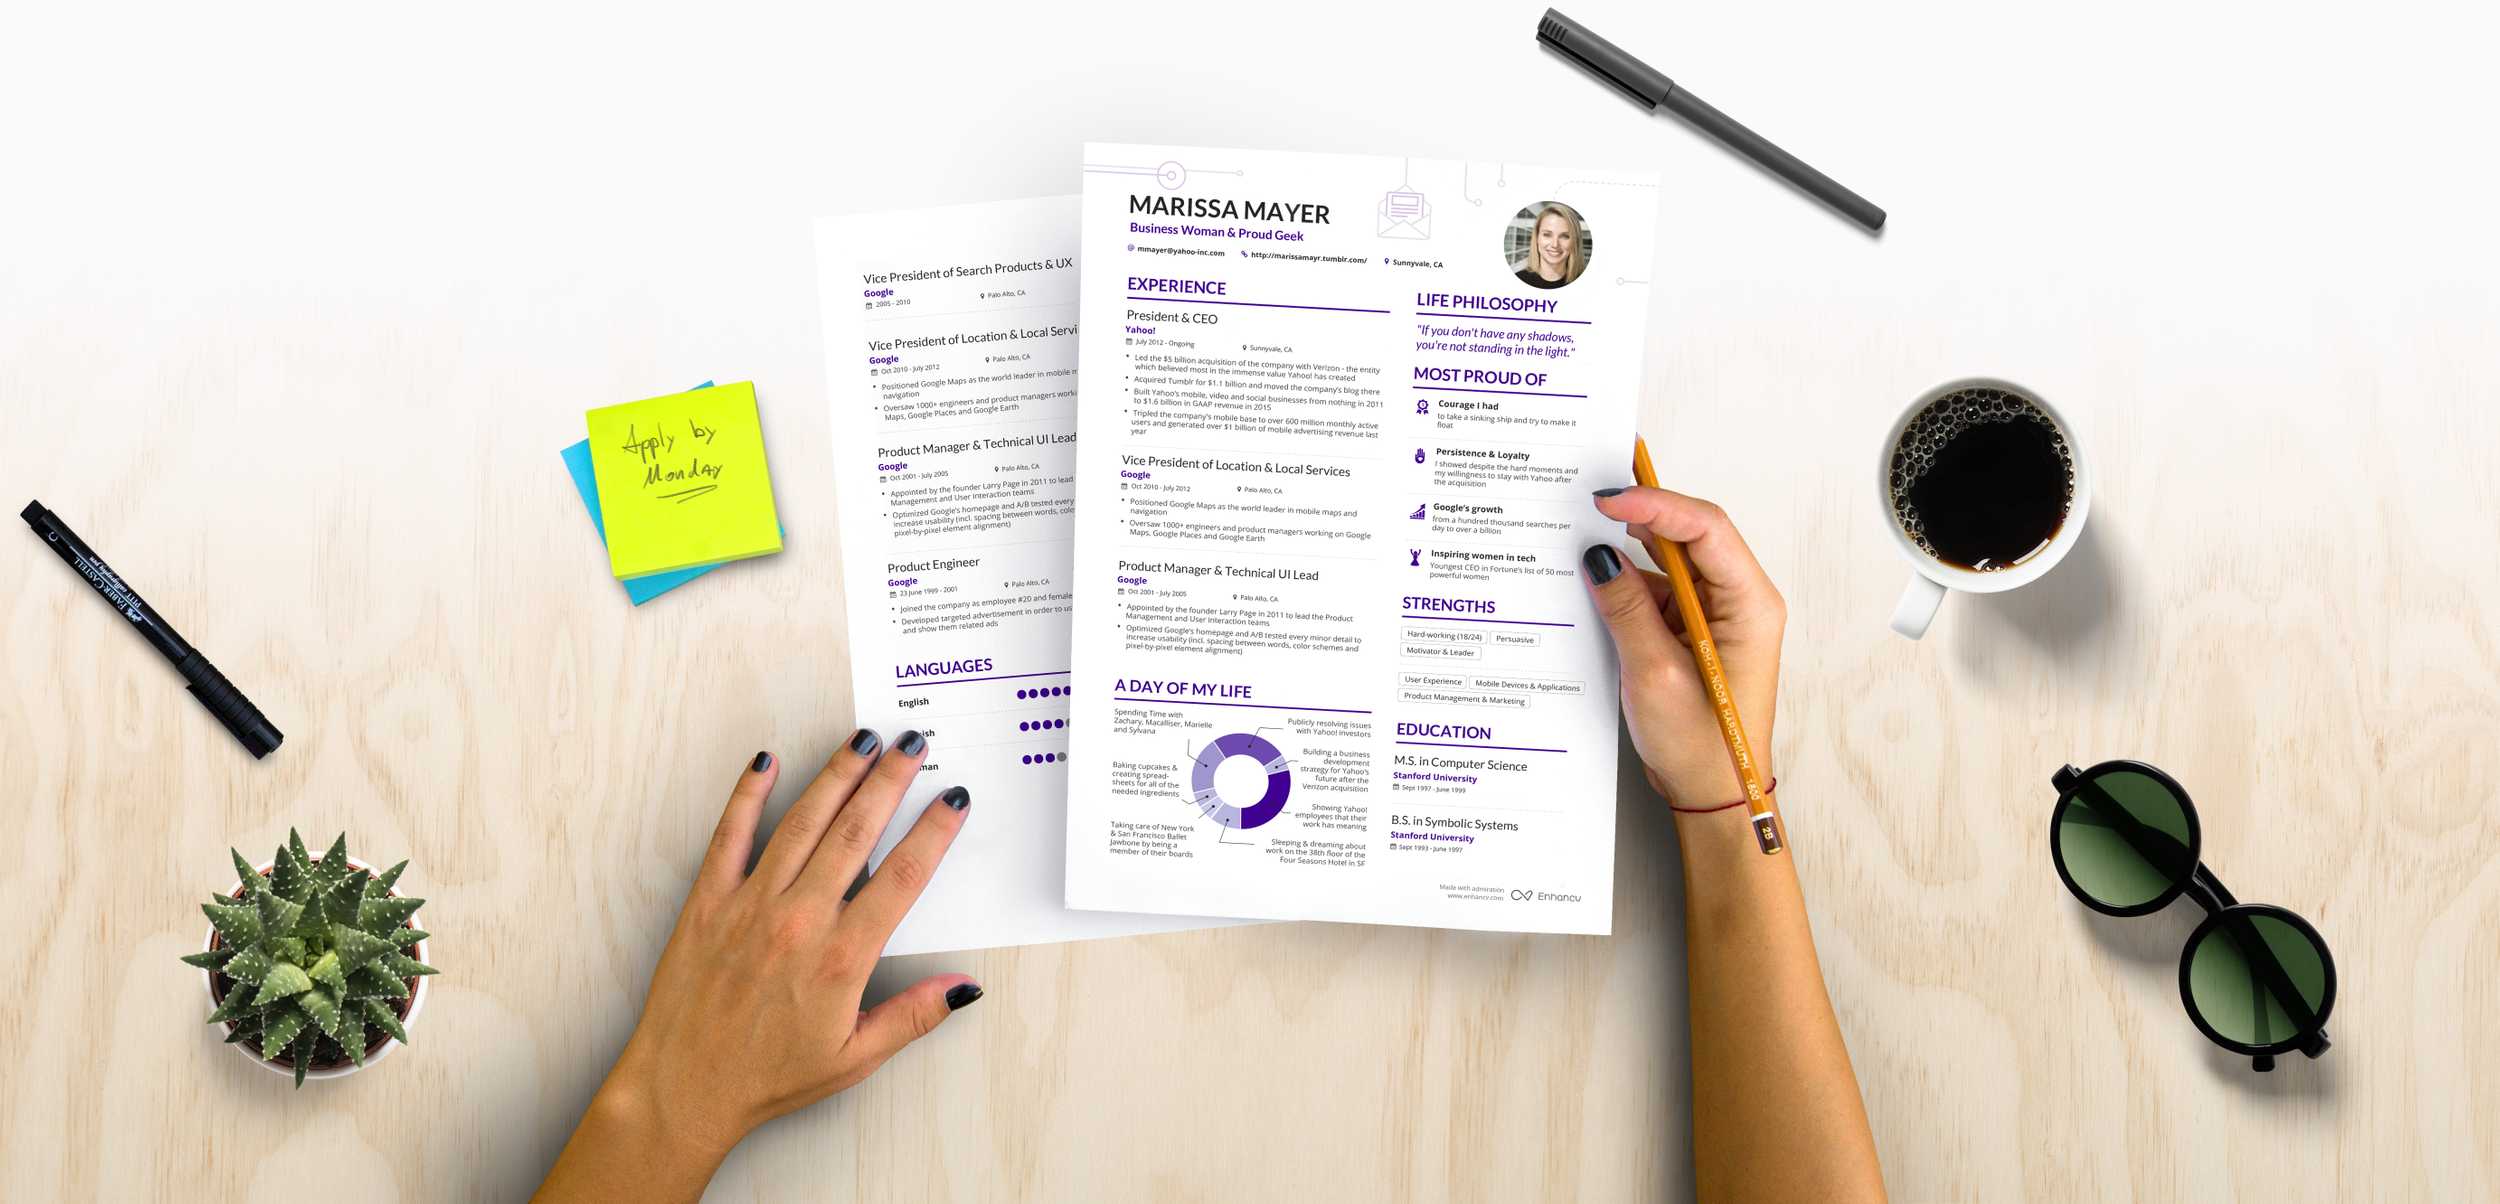 Apply by
Monday
FABER-CASTELL
PITT artist pen
Vice President of Search Products & UX
Google
2005 - 2010
Palo Alto, CA
Vice President of Location & Local Servi
Google
Oct 2010 - July 2012
Palo Alto, CA
Positioned Google Maps as the world leader in mobile m
navigation
Oversaw 1000+ engineers and product managers worki
Maps, Google Places and Google Earth
Product Manager & Technical UI Lead
Google
Oct 2001 - July 2005
Palo Alto, CA
Appointed by the founder Larry Page in 2011 to lead
Management and User Interaction teams
Optimized Google's homepage and A/B tested every
increase usability (incl. spacing between words, colo
pixel-by-pixel element alignment)
Product Engineer
Google
23 June 1999 - 2001
Palo Alto, CA
Joined the company as employee #20 and female
Developed targeted advertisement in order to us
and show them related ads
LANGUAGES
English
ish
man
MARISSA MAYER
Business Woman & Proud Geek
@ mmayer@yahoo-inc.com http://marissamayr.tumblr.com/ Sunnyvale, CA
EXPERIENCE
President & CEO
Yahoo!
July 2012 - Ongoing
Sunnyvale, CA
Led the $5 billion acquisition of the company with Verizon - the entity
which believed most in the immense value Yahoo! has created
Acquired Tumblr for $1.1 billion and moved the company's blog there
Built Yahoo's mobile, video and social businesses from nothing in 2011
to $1.6 billion in GAAP revenue in 2015
Tripled the company's mobile base to over 600 million monthly active
users and generated over $1 billion of mobile advertising revenue last
year
Vice President of Location & Local Services
Google
Oct 2010 - July 2012
Palo Alto, CA
Positioned Google Maps as the world leader in mobile maps and
navigation
Oversaw 1000+ engineers and product managers working on Google
Maps, Google Places and Google Earth
Product Manager & Technical UI Lead
Google
Oct 2001 - July 2005
Palo Alto, CA
Appointed by the founder Larry Page in 2011 to lead the Product
Management and User Interaction teams
Optimized Google's homepage and A/B tested every minor detail to
increase usability (incl. spacing between words, color schemes and
pixel-by-pixel element alignment)
A DAY OF MY LIFE
Spending Time with
Zachary, Macalliser, Marielle
and Sylvana
Baking cupcakes &
creating spread-
sheets for all of the
needed ingredients
Taking care of New York
& San Francisco Ballet
Jawbone by being a
member of their boards
Publicly resolving issues
with Yahoo! investors
Building a business
development
strategy for Yahoo's
future after the
Verizon acquisition
Showing Yahoo!
employees that their
work has meaning
Sleeping & dreaming about
work on the 38th floor of the
Four Seasons Hotel in SF
LIFE PHILOSOPHY
"If you don't have any shadows,
you're not standing in the light."
MOST PROUD OF
Courage I had
to take a sinking ship and try to make it
float
Persistence & Loyalty
I showed despite the hard moments and
my willingness to stay with Yahoo after
the acquisition
Google's growth
from a hundred thousand searches per
day to over a billion
Inspiring women in tech
Youngest CEO in Fortune's list of 50 most
powerful women
STRENGTHS
Hard-working (18/24) Persuasive
Motivator & Leader
User Experience Mobile Devices & Applications
Product Management & Marketing
EDUCATION
M.S. in Computer Science
Stanford University
Sept 1997 - June 1999
B.S. in Symbolic Systems
Stanford University
Sept 1993 - June 1997
Made with admiration
www.enhancv.com
Enhancv
KOH-I-NOOR HARDTMUTH 1500
2B